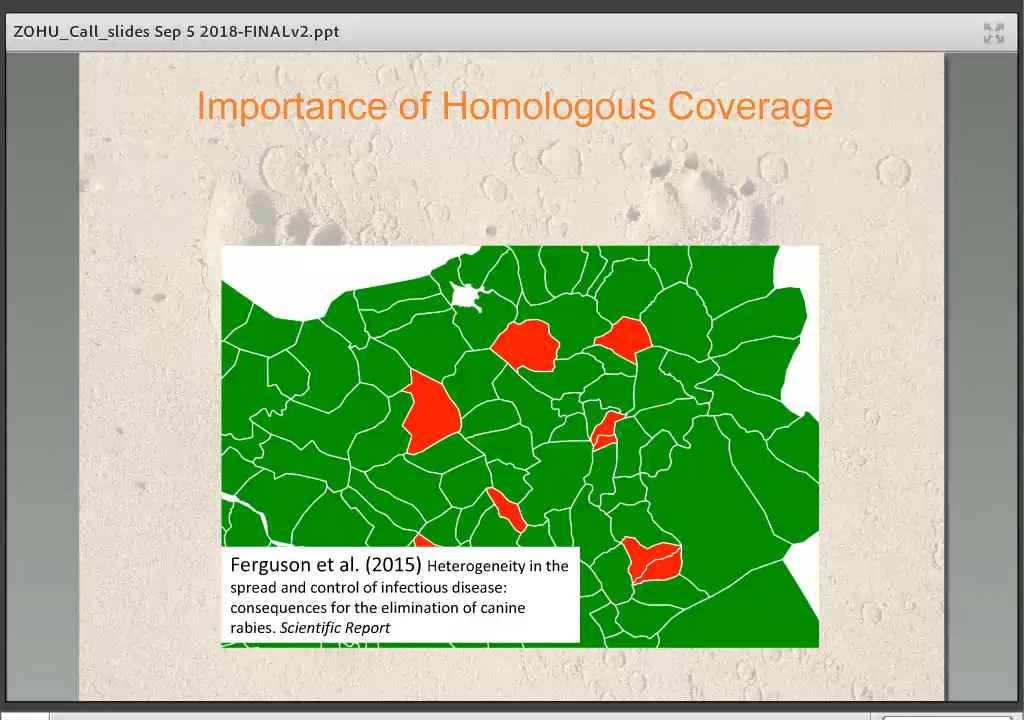 ZOHU_Call_slides Sep 5 2018-FINALv2.ppt
Importance of Homologous Coverage
Ferguson et al. (2015) Heterogeneity in the
spread and control of infectious disease:
consequences for the elimination of canine
rabies. Scientific Report